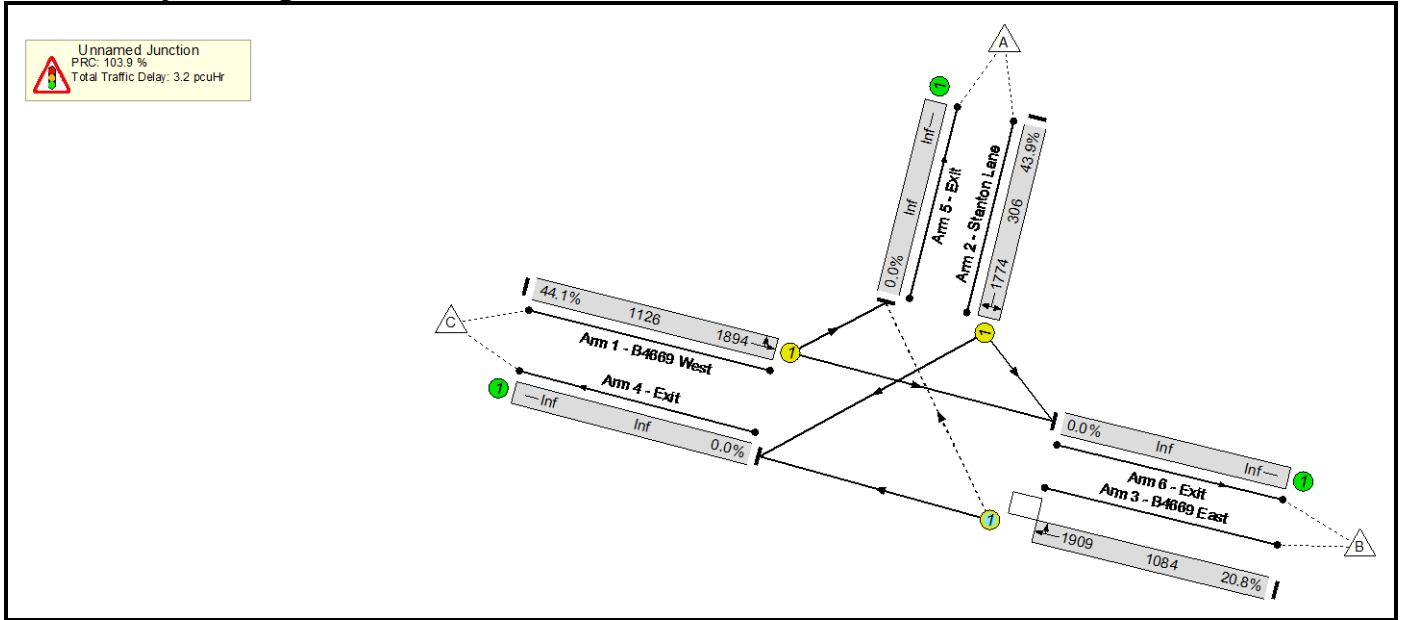 Unnamed Junction
PRC: 103.9 %
Total Traffic Delay: 3.2 pcuHr
A
1
Inf
Inf
0.0%
Arm 5 - Exit
Arm 2 - Stanton Lane
43.9%
306
1774
1
C
44.1%
1126
1894
1
Arm 1 - B4669 West
Arm 4 - Exit
1
Inf
Inf
0.0%
0.0%
Inf
Inf
1
Arm 6 - Exit
Arm 3 - B4669 East
1
1909
1084
20.8%
B